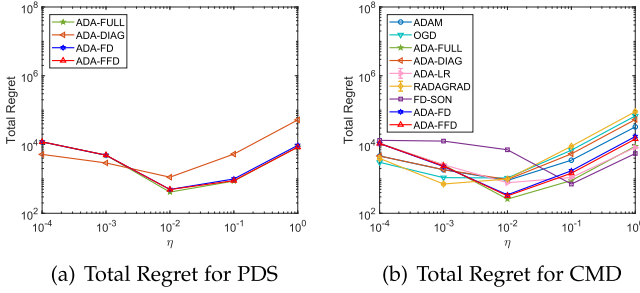 ADA-FULL
ADA-DIAG
ADA-FD
ADA-FFD
Total Regret
10^8
10^6
10^4
10^2
10^-4
10^-3
10^-2
10^-1
10^0
η
(a) Total Regret for PDS
ADAM
OGD
ADA-FULL
ADA-DIAG
ADA-LR
RADAGRAD
FD-SON
ADA-FD
ADA-FFD
Total Regret
10^8
10^6
10^4
10^2
10^-4
10^-3
10^-2
10^-1
10^0
η
(b) Total Regret for CMD